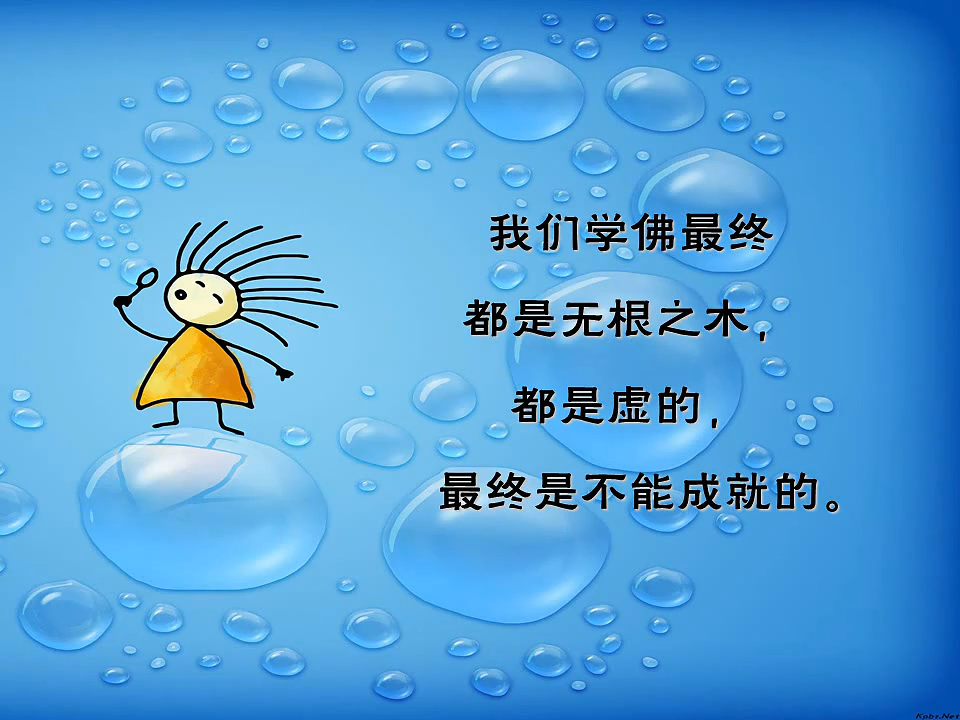 我们学佛最终
都是无根之木，
都是虚的，
最终是不能成就的。